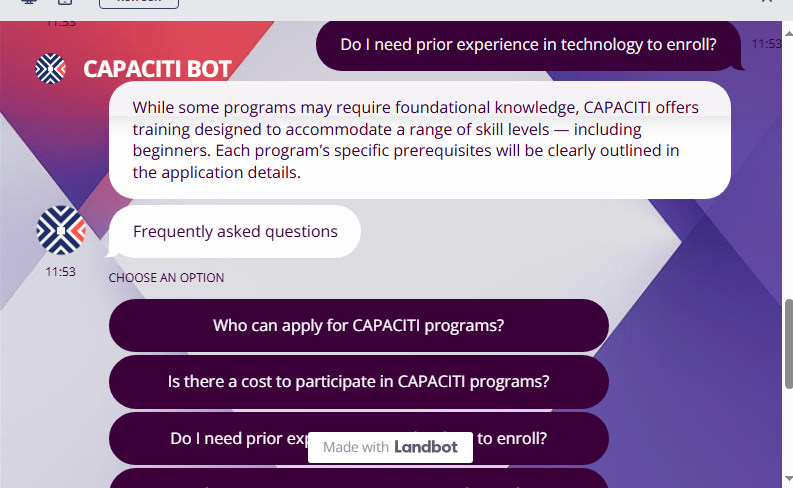 11:53
Do I need prior experience in technology to enroll?
11:53
CAPACITI BOT
While some programs may require foundational knowledge, CAPACITI offers
training designed to accommodate a range of skill levels — including
beginners. Each program’s specific prerequisites will be clearly outlined in
the application details.
Frequently asked questions
11:53
CHOOSE AN OPTION
Who can apply for CAPACITI programs?
Is there a cost to participate in CAPACITI programs?
Do I need prior to enroll?
Made with Landbot